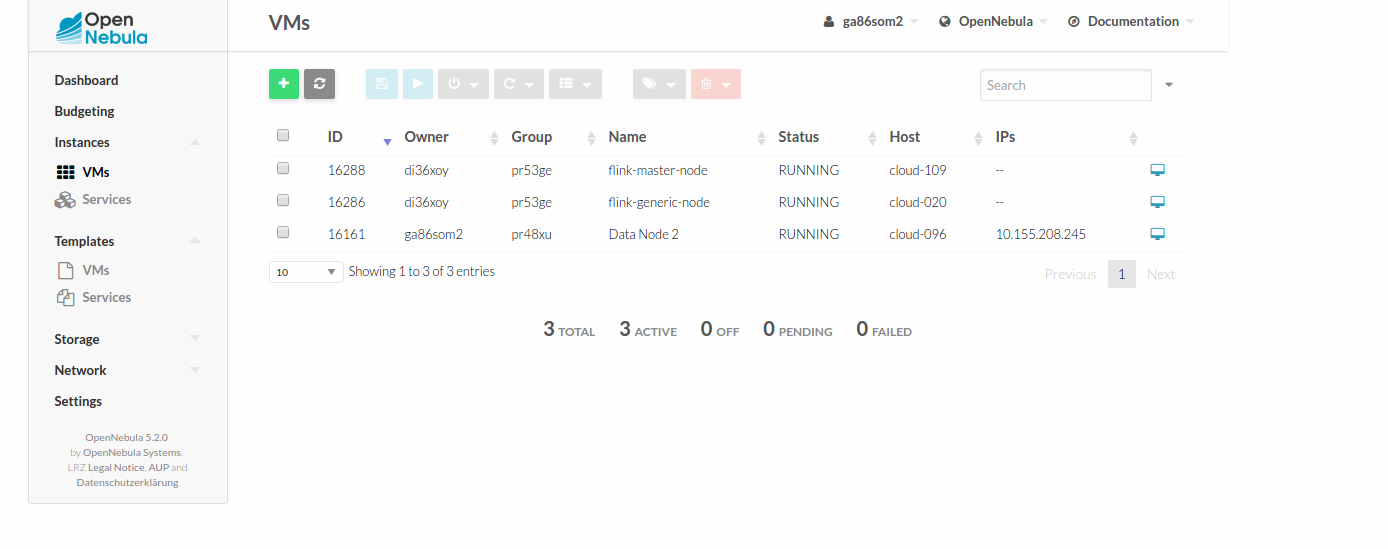 Open
Nebula
VMs
ga86som2 OpenNebula Documentation
Dashboard
Budgeting
Instances
VMs
Services
Templates
VMs
Services
Storage
Network
Settings
OpenNebula 5.2.0
by OpenNebula Systems.
LRZ Legal Notice, AUP and
Datenschutzerklärung
Search
ID Owner Group Name Status Host IPs
16288 di36xoy pr53ge flink-master-node RUNNING cloud-109 --
16286 di36xoy pr53ge flink-generic-node RUNNING cloud-020 --
16161 ga86som2 pr48xu Data Node 2 RUNNING cloud-096 10.155.208.245
10 Showing 1 to 3 of 3 entries Previous 1 Next
3 TOTAL 3 ACTIVE 0 OFF 0 PENDING 0 FAILED